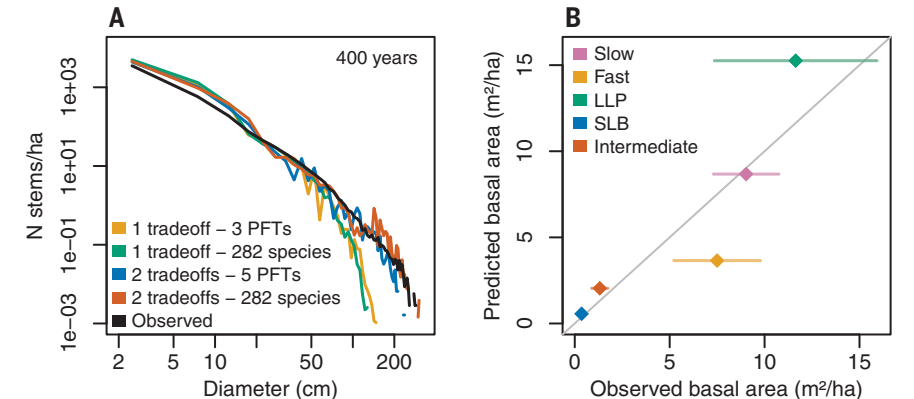 A
400 years
N stems/ha
1e+03
1e+01
1e−01
1e−03
1 tradeoff – 3 PFTs
1 tradeoff – 282 species
2 tradeoffs – 5 PFTs
2 tradeoffs – 282 species
Observed
2 5 10 50 200
Diameter (cm)
B
Predicted basal area (m²/ha)
15
10
5
0
Slow
Fast
LLP
SLB
Intermediate
0 5 10 15
Observed basal area (m²/ha)